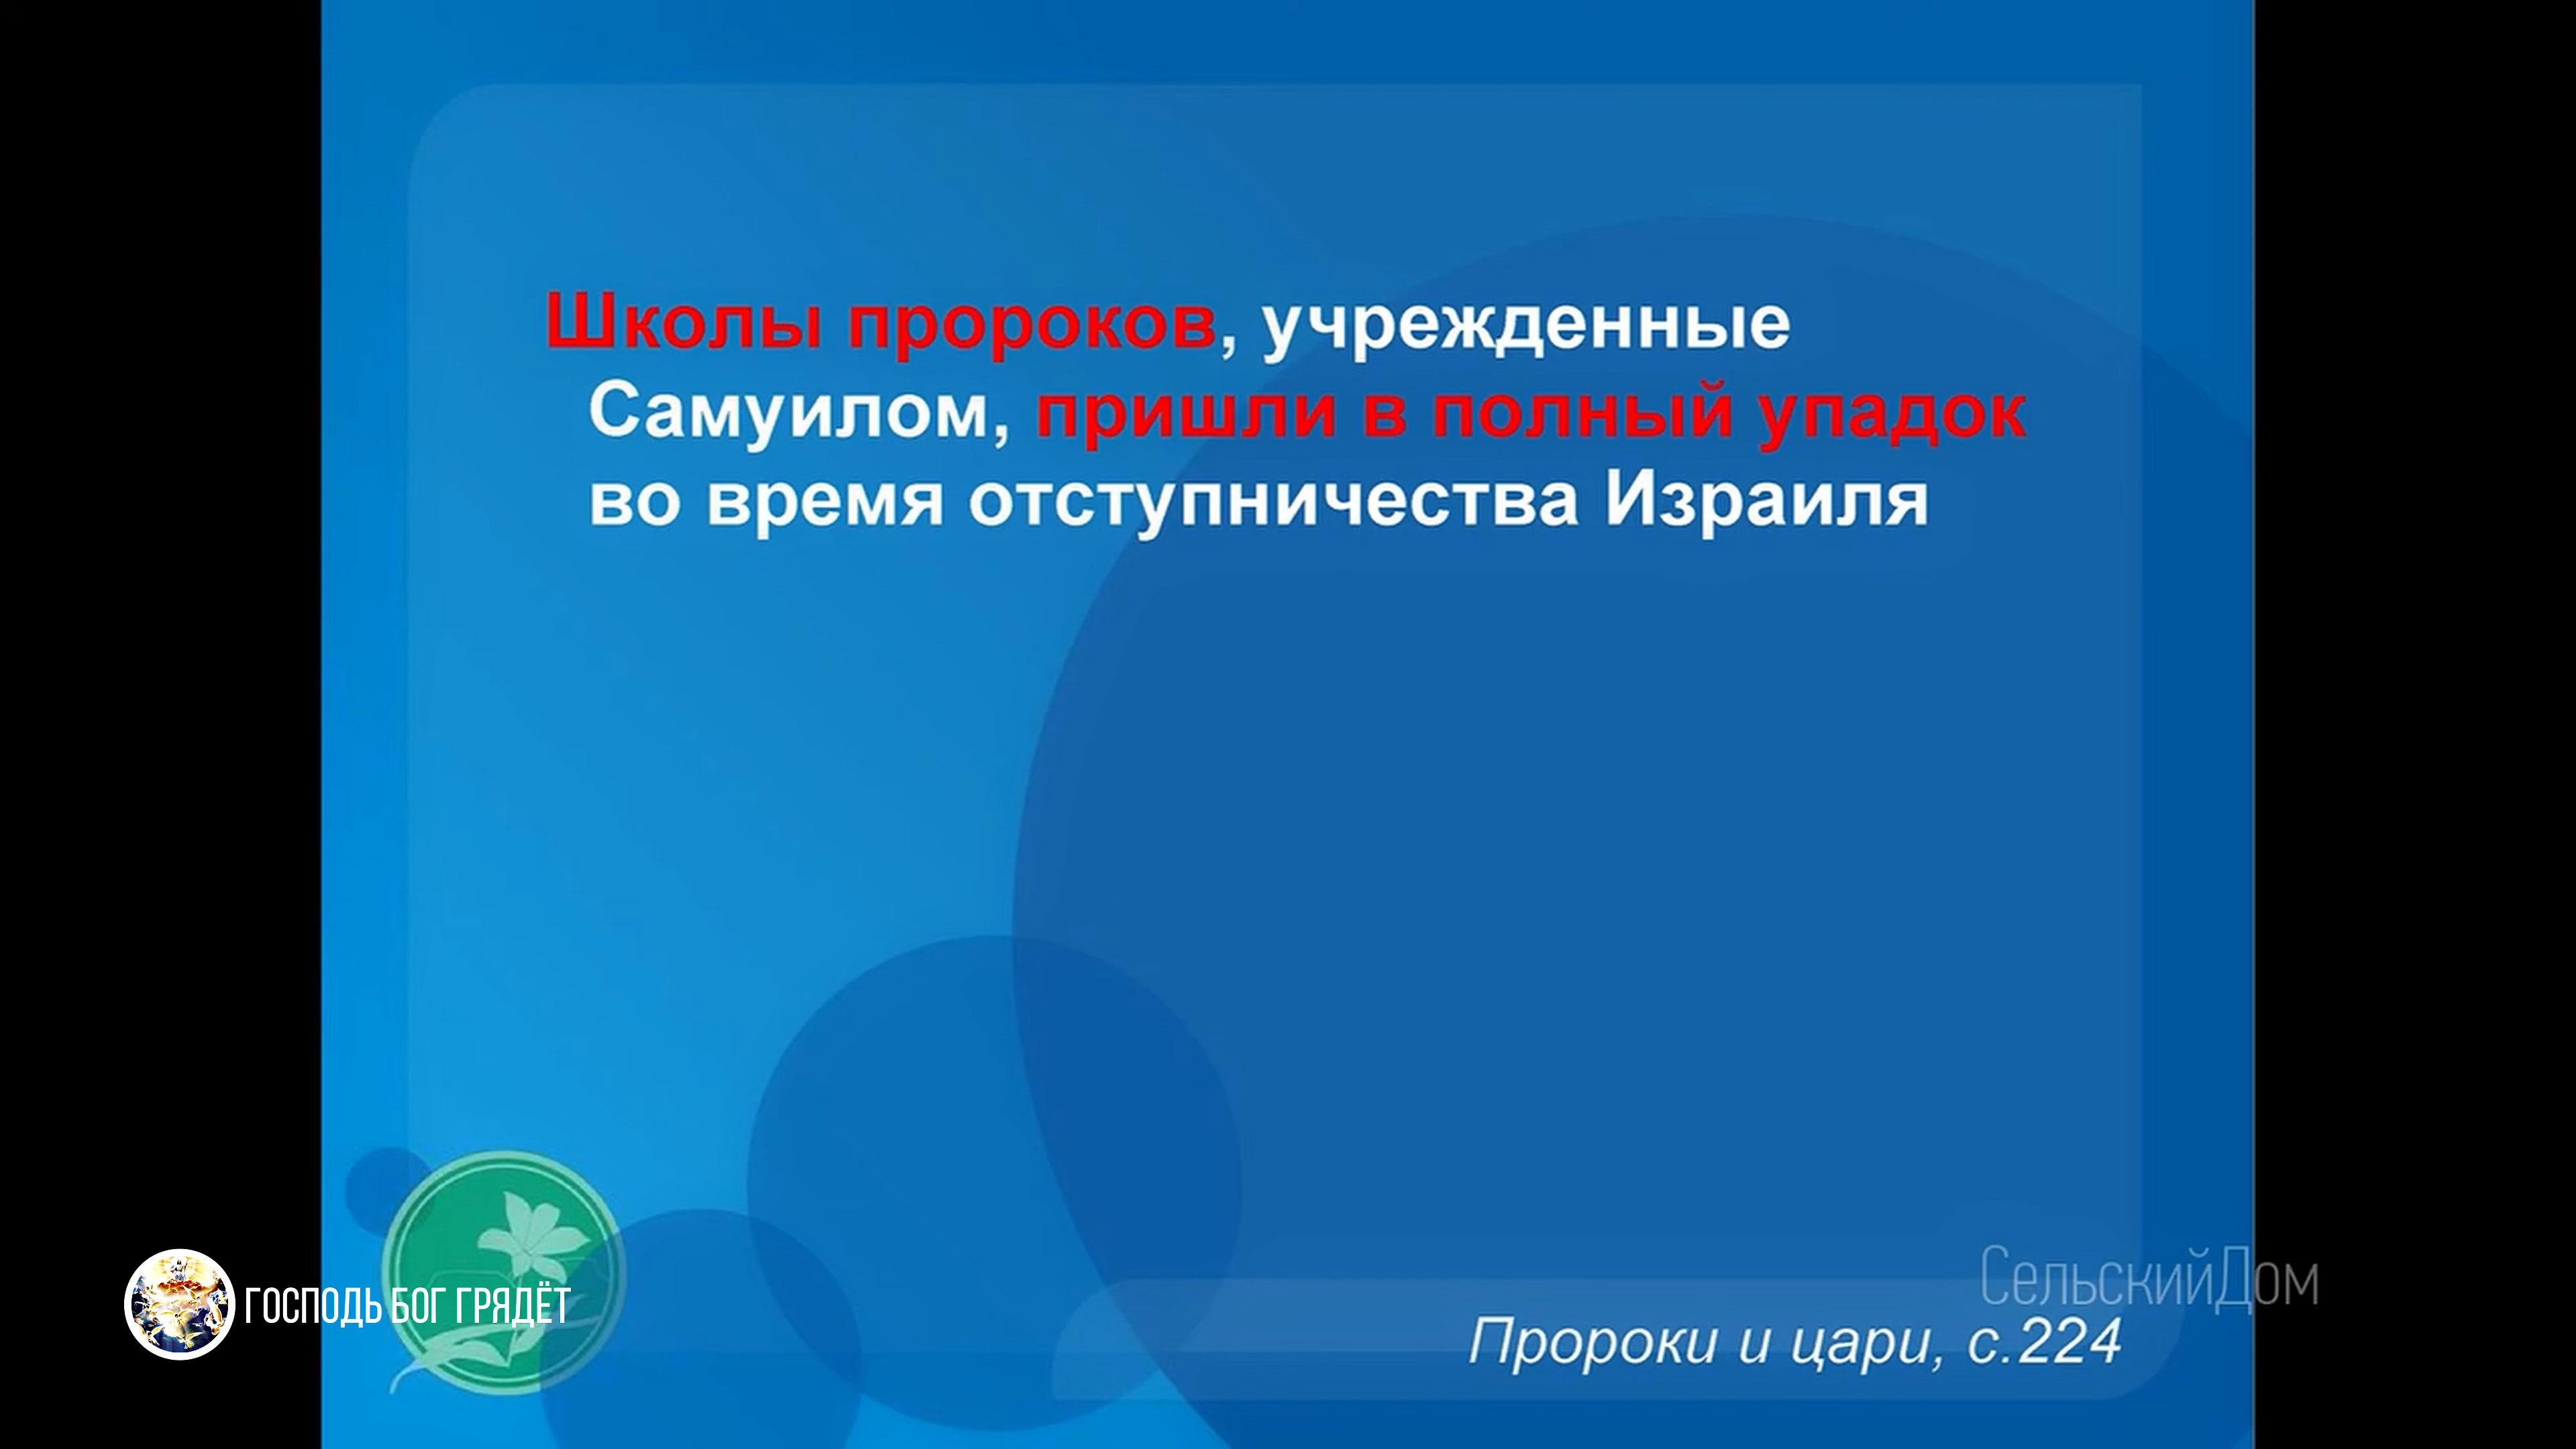 Школы пророков, учрежденные
Самуилом, пришли в полный упадок
во время отступничества Израиля
СельскийДом
ГОСПОДЬ БОГ ГРЯДЁТ
Пророки и цари, с.224